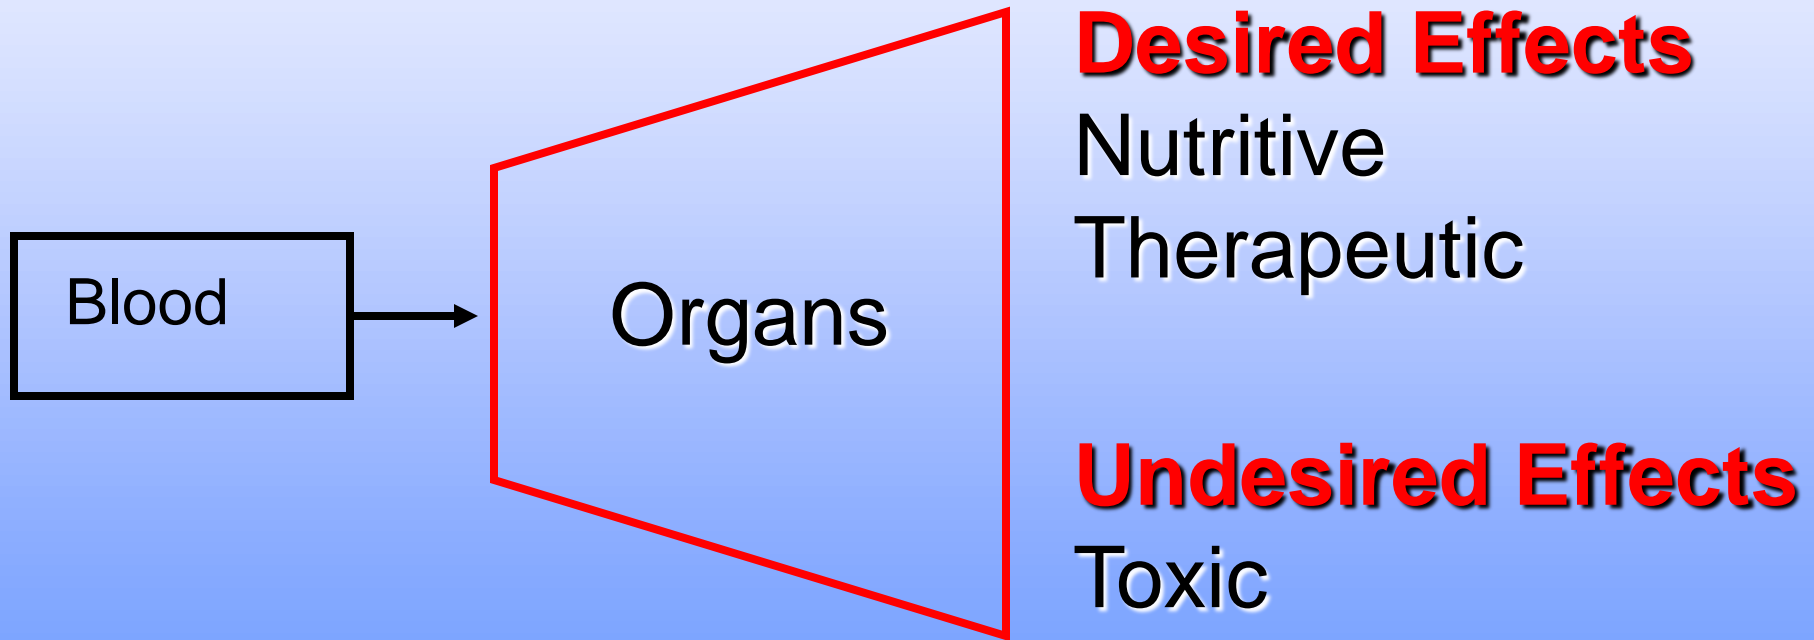 Blood
Organs
Desired Effects
Nutritive
Therapeutic
Undesired Effects
Toxic